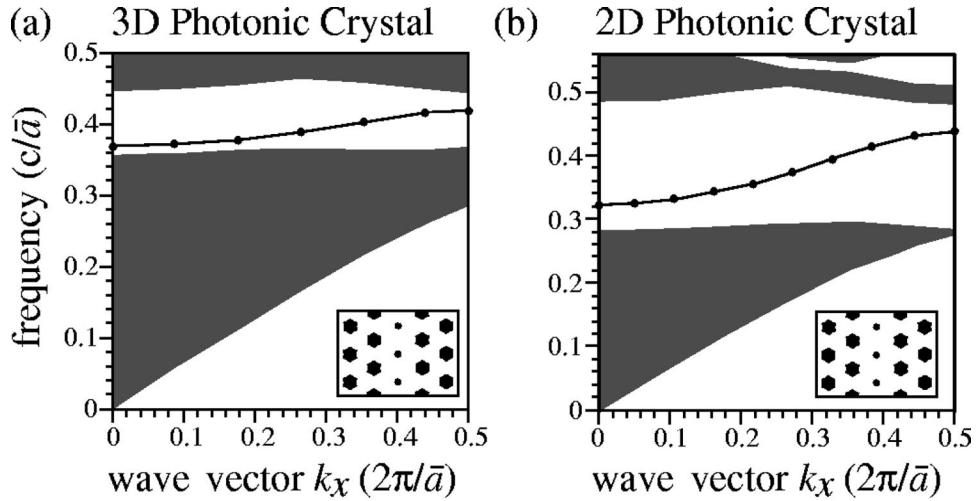 (a) 3D Photonic Crystal
0.5
0.4
0.3
0.2
0.1
0
frequency (c/a̅)
0 0.1 0.2 0.3 0.4 0.5
wave vector kx (2π/a̅)
(b) 2D Photonic Crystal
0.5
0.4
0.3
0.2
0.1
0
0 0.1 0.2 0.3 0.4 0.5
wave vector kx (2π/a̅)